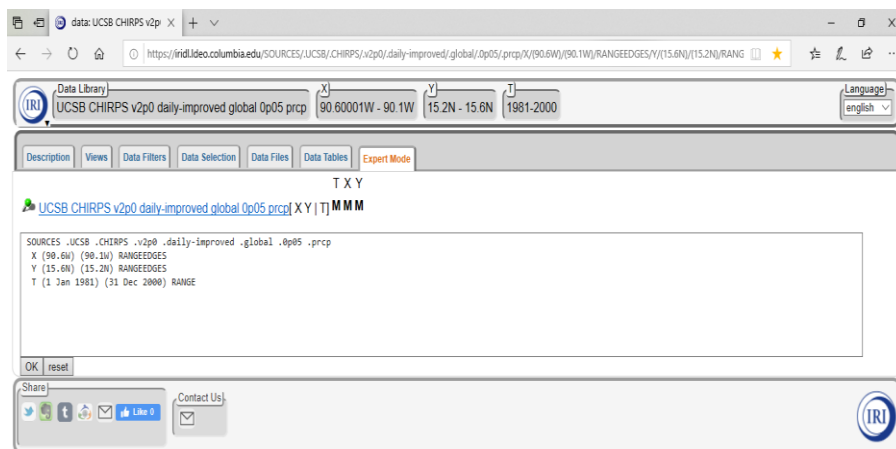 data: UCSB CHIRPS v2p
https://iridl.ldeo.columbia.edu/SOURCES/.UCSB/.CHIRPS/.v2p0/.daily-improved/.global/.0p05/.prcp/X/(90.6W)/(90.1W)/RANGEEDGES/Y/(15.6N)/(15.2N)/RANG
IRI
Data Library
UCSB CHIRPS v2p0 daily-improved global 0p05 prcp
X
90.60001W - 90.1W
Y
15.2N - 15.6N
T
1981-2000
Language
english
Description Views Data Filters Data Selection Data Files Data Tables Expert Mode
T X Y
UCSB CHIRPS v2p0 daily-improved global 0p05 prcp[ X Y | T] M M M
SOURCES .UCSB .CHIRPS .v2p0 .daily-improved .global .0p05 .prcp
X (90.6W) (90.1W) RANGEEDGES
Y (15.6N) (15.2N) RANGEEDGES
T (1 Jan 1981) (31 Dec 2000) RANGE
OK reset
Share
t
Like 0
Contact Us
IRI